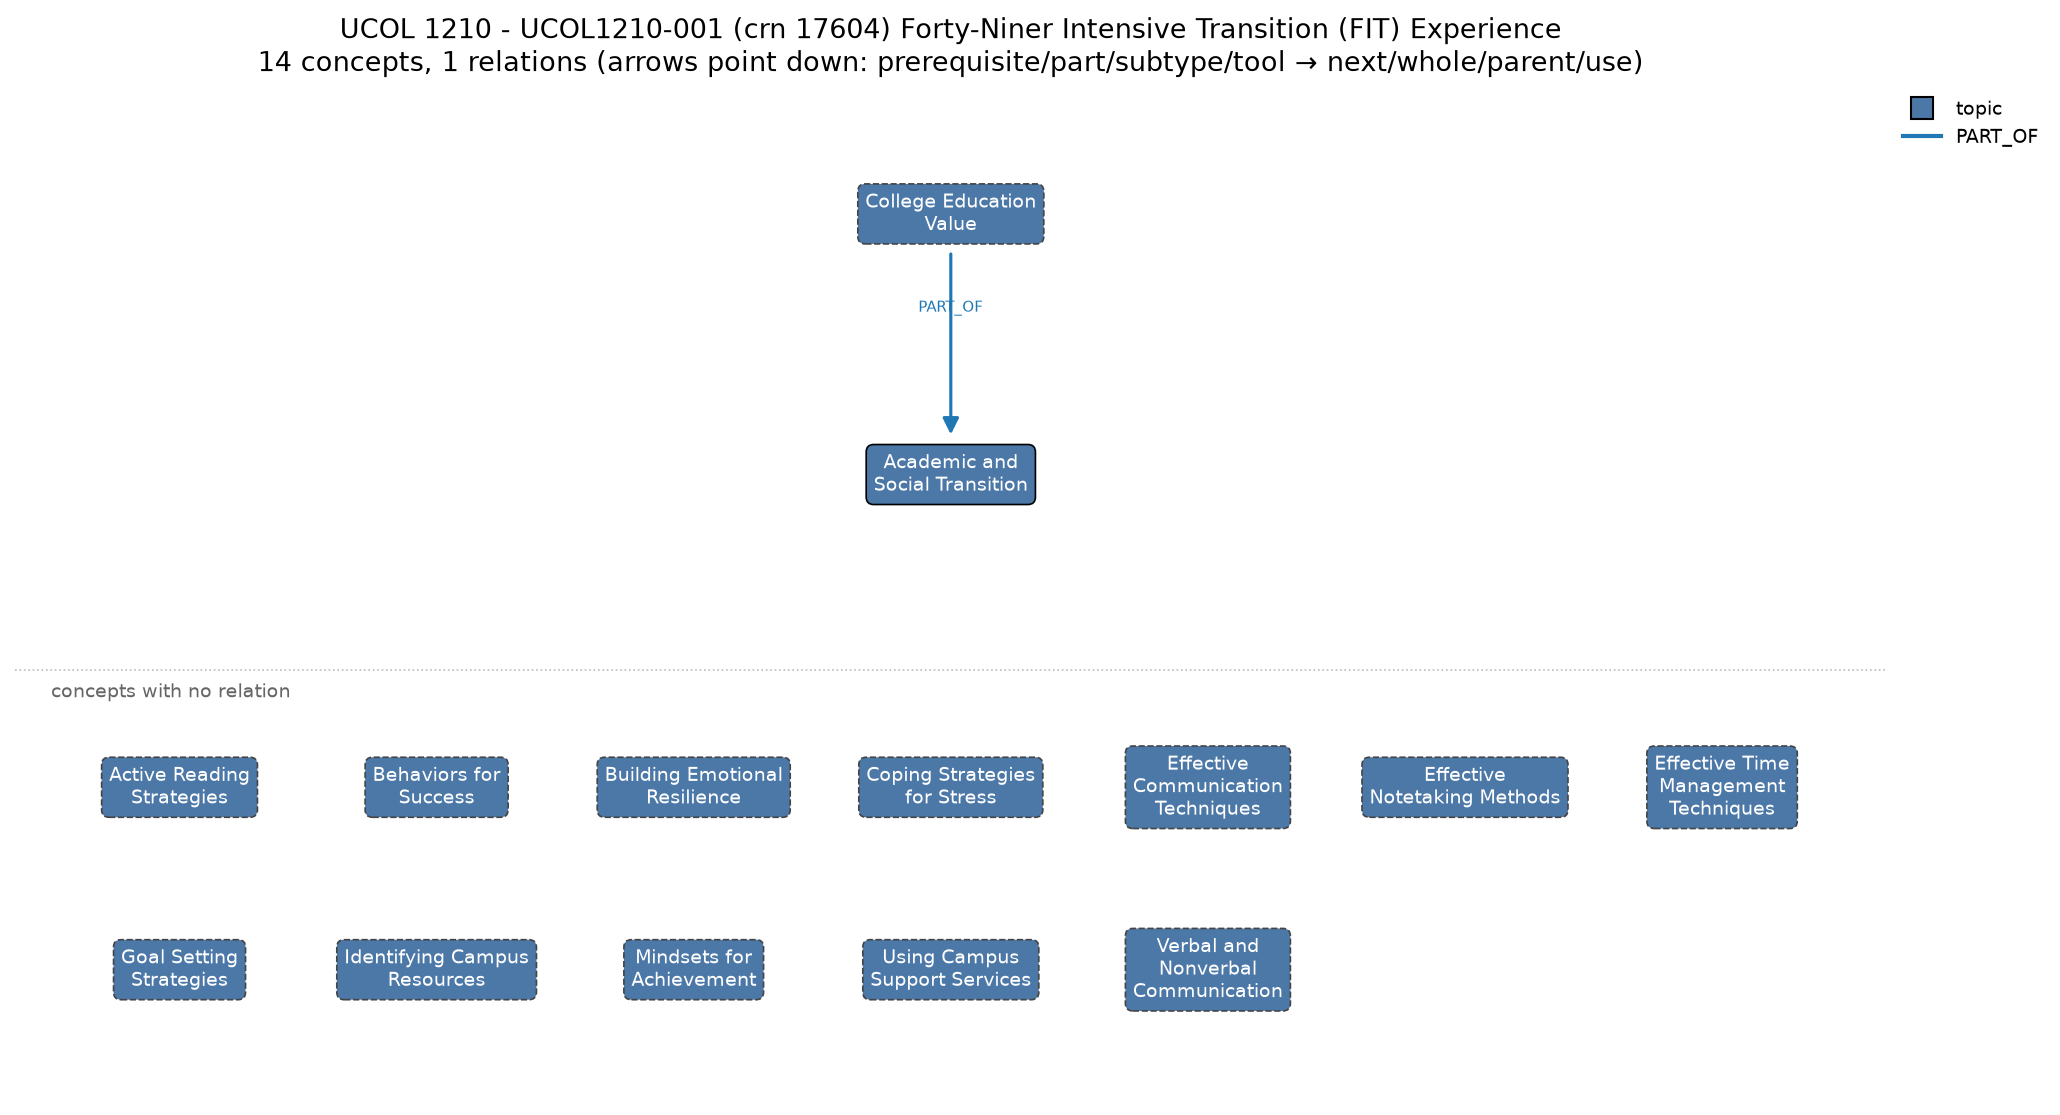 UCOL 1210 - UCOL1210-001 (crn 17604) Forty-Niner Intensive Transition (FIT) Experience
14 concepts, 1 relations (arrows point down: prerequisite/part/subtype/tool → next/whole/parent/use)
topic
PART_OF
College Education
Value
PART_OF
Academic and
Social Transition
concepts with no relation
Active Reading
Strategies
Behaviors for
Success
Building Emotional
Resilience
Coping Strategies
for Stress
Effective
Communication
Techniques
Effective
Notetaking Methods
Effective Time
Management
Techniques
Goal Setting
Strategies
Identifying Campus
Resources
Mindsets for
Achievement
Using Campus
Support Services
Verbal and
Nonverbal
Communication